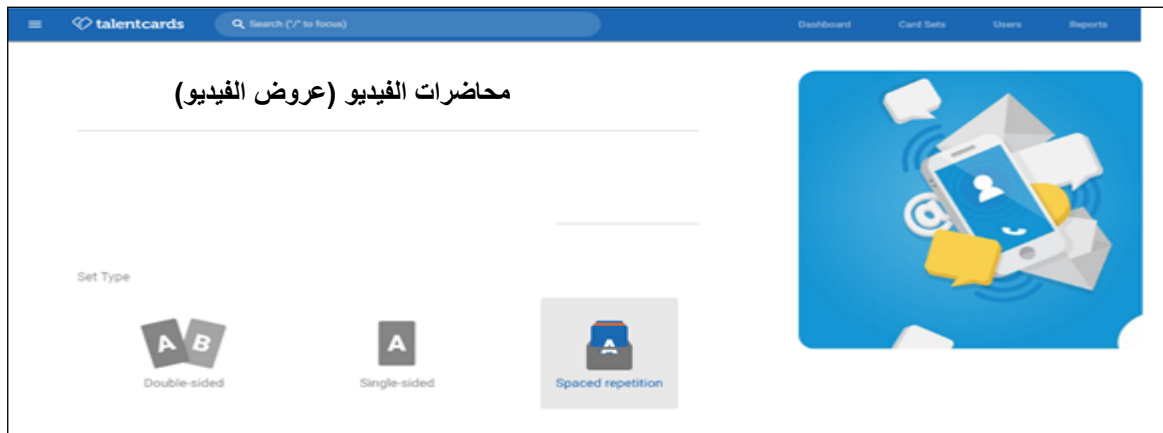 talentcards
Search ("/" to focus)
Dashboard Card Sets Users Reports
محاضرات الفيديو (عروض الفيديو)
Set Type
A B
A
A
Double-sided
Single-sided
Spaced repetition
@